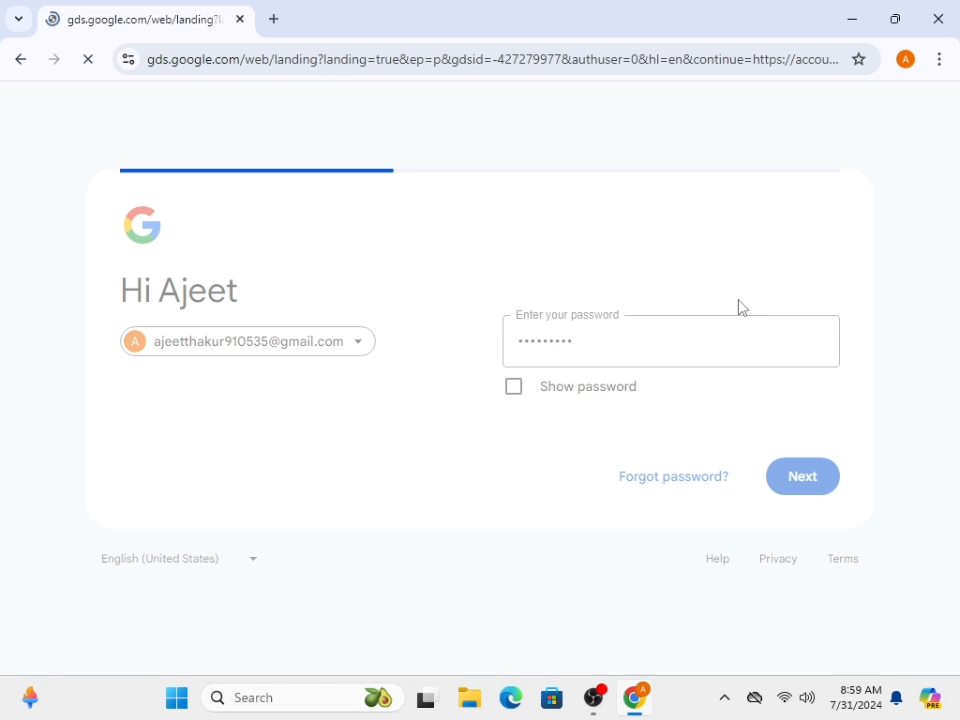 gds.google.com/web/landing?l
gds.google.com/web/landing?landing=true&ep=p&gdsid=-427279977&authuser=0&hl=en&continue=https://accou...
A
Hi Ajeet
A ajeetthakur910535@gmail.com
Enter your password
•••••••••
Show password
Forgot password?
Next
English (United States)
Help
Privacy
Terms
Search
A
8:59 AM
7/31/2024
PRE